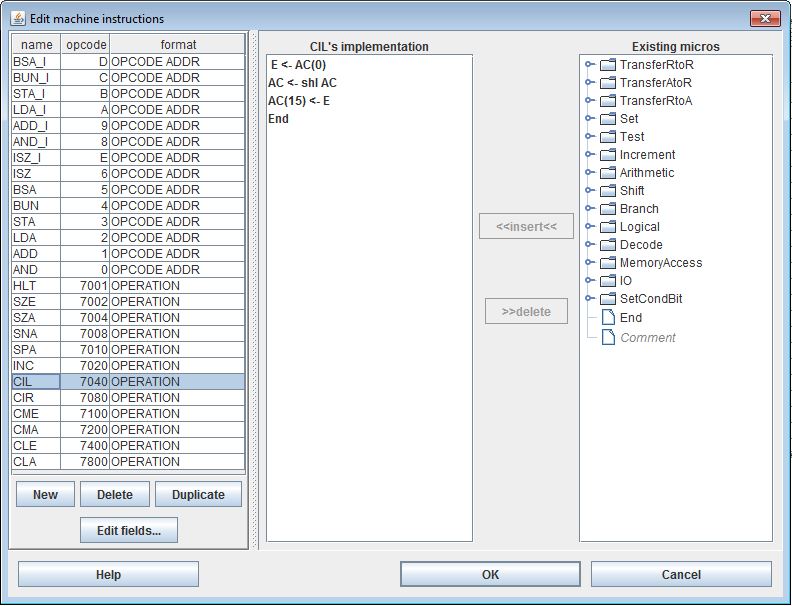 Edit machine instructions
name opcode format
BSA_I D OPCODE ADDR
BUN_I C OPCODE ADDR
STA_I B OPCODE ADDR
LDA_I A OPCODE ADDR
ADD_I 9 OPCODE ADDR
AND_I 8 OPCODE ADDR
ISZ_I E OPCODE ADDR
ISZ 6 OPCODE ADDR
BSA 5 OPCODE ADDR
BUN 4 OPCODE ADDR
STA 3 OPCODE ADDR
LDA 2 OPCODE ADDR
ADD 1 OPCODE ADDR
AND 0 OPCODE ADDR
HLT 7001 OPERATION
SZE 7002 OPERATION
SZA 7004 OPERATION
SNA 7008 OPERATION
SPA 7010 OPERATION
INC 7020 OPERATION
CIL 7040 OPERATION
CIR 7080 OPERATION
CME 7100 OPERATION
CMA 7200 OPERATION
CLE 7400 OPERATION
CLA 7800 OPERATION
New Delete Duplicate
Edit fields...
CIL's implementation
E <- AC(0)
AC <- shl AC
AC(15) <- E
End
<<insert<<
>>delete
Existing micros
TransferRtoR
TransferAtoR
TransferRtoA
Set
Test
Increment
Arithmetic
Shift
Branch
Logical
Decode
MemoryAccess
IO
SetCondBit
End
Comment
Help OK Cancel